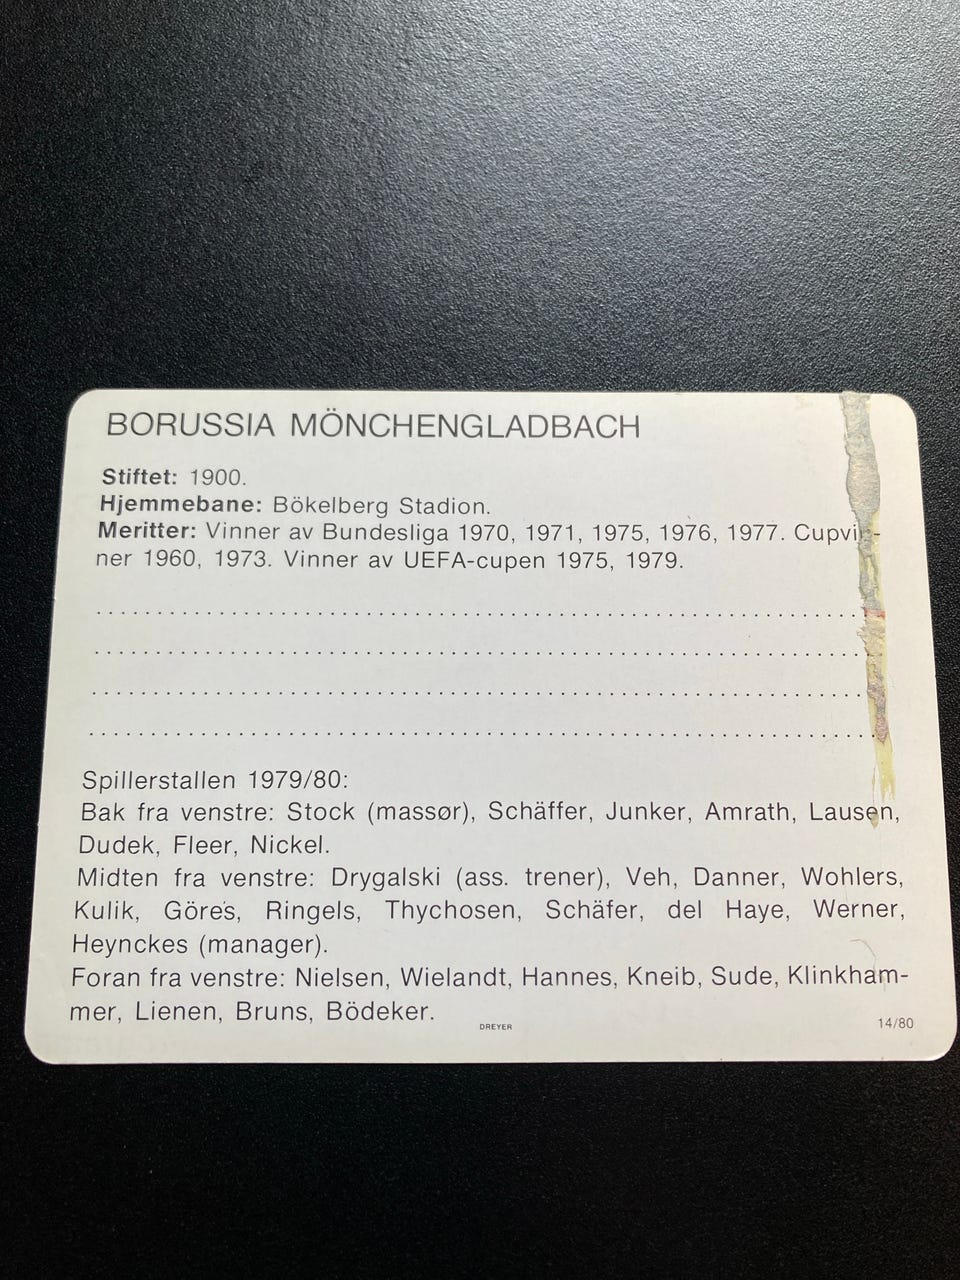 BORUSSIA MÖNCHENGLADBACH
Stiftet: 1900.
Hjemmebane: Bökelberg Stadion.
Meritter: Vinner av Bundesliga 1970, 1971, 1975, 1976, 1977. Cupvin-
ner 1960, 1973. Vinner av UEFA-cupen 1975, 1979.
Spillerstallen 1979/80:
Bak fra venstre: Stock (massør), Schäffer, Junker, Amrath, Lausen,
Dudek, Fleer, Nickel.
Midten fra venstre: Drygalski (ass. trener), Veh, Danner, Wohlers,
Kulik, Göres, Ringels, Thychosen, Schäfer, del Haye, Werner,
Heynckes (manager).
Foran fra venstre: Nielsen, Wielandt, Hannes, Kneib, Sude, Klinkham-
mer, Lienen, Bruns, Bödeker.
DREYER
14/80